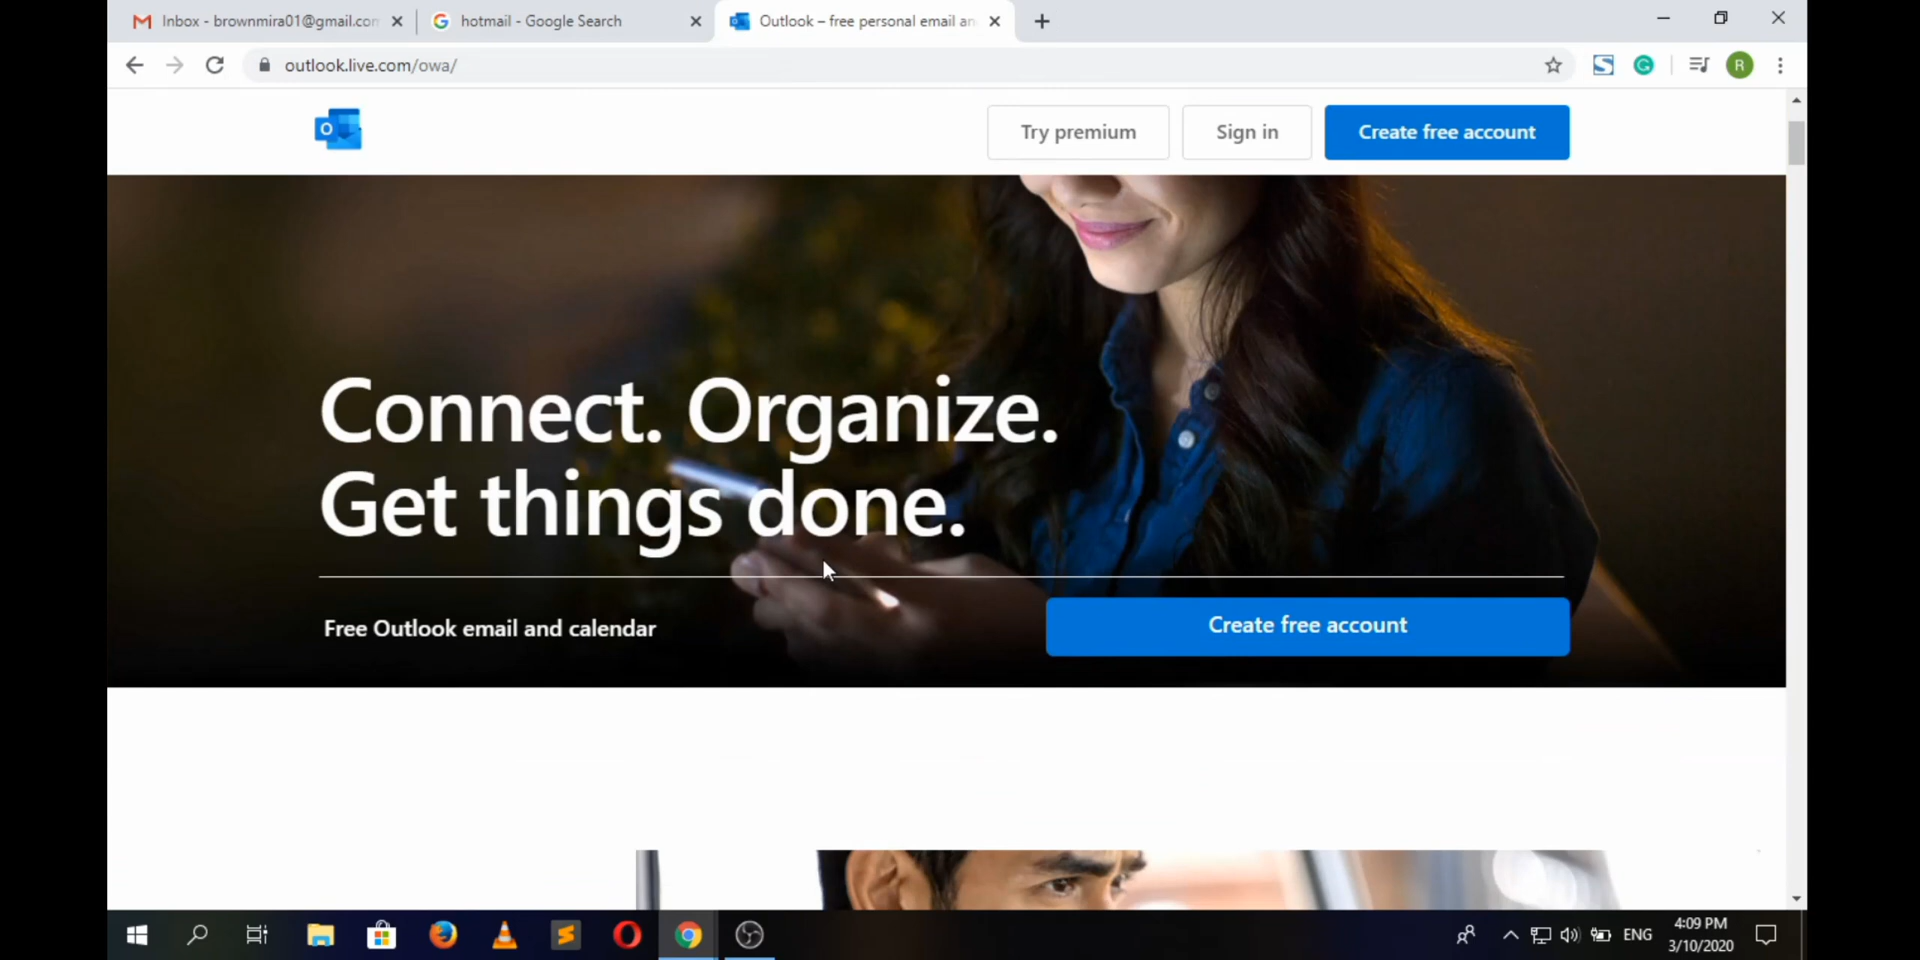 Inbox - brownmira01@gmail.com
hotmail - Google Search
Outlook – free personal email an
outlook.live.com/owa/
R
O
Try premium
Sign in
Create free account
Connect. Organize.
Get things done.
Free Outlook email and calendar
Create free account
ENG
4:09 PM
3/10/2020